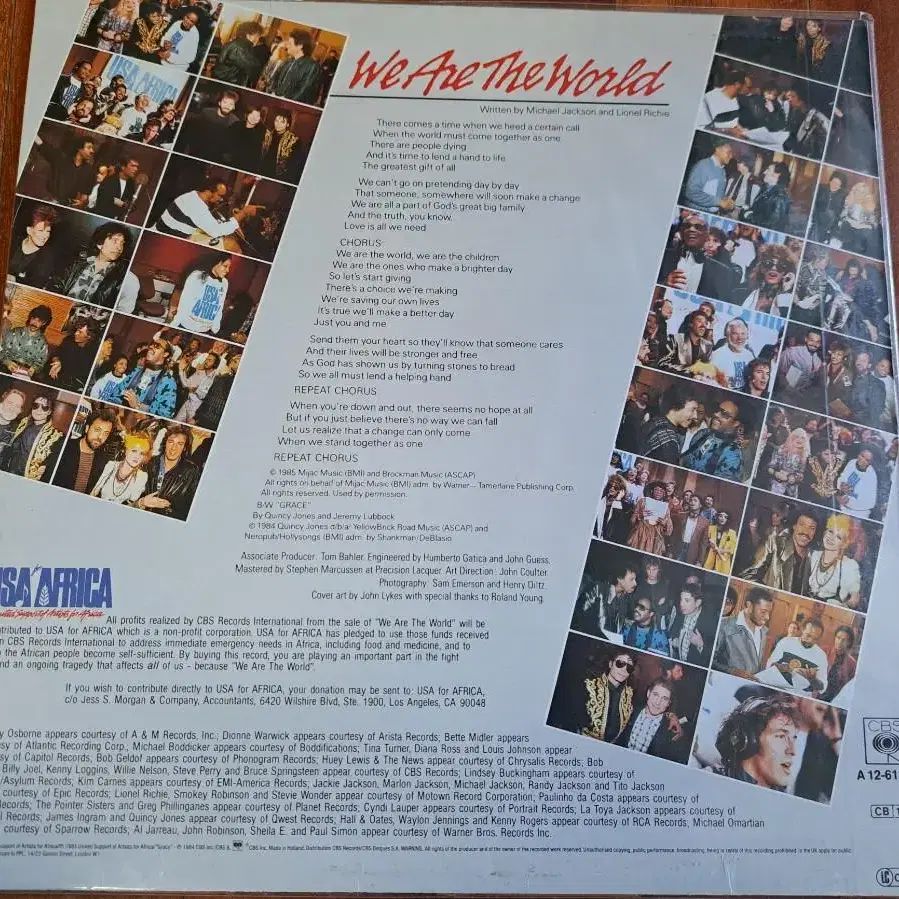 We Are The World
Written by Michael Jackson and Lionel Richie
There comes a time when we heed a certain call
When the world must come together as one
There are people dying
And it's time to lend a hand to life
The greatest gift of all
We can't go on pretending day by day
That someone, somewhere will soon make a change
We are all a part of God's great big family
And the truth, you know,
Love is all we need
CHORUS:
We are the world, we are the children
We are the ones who make a brighter day
So let's start giving
There's a choice we're making
We're saving our own lives
It's true we'll make a better day
Just you and me
Send them your heart so they'll know that someone cares
And their lives will be stronger and free
As God has shown us by turning stones to bread
So we all must lend a helping hand
REPEAT CHORUS
When you're down and out, there seems no hope at all
But if you just believe there's no way we can fall
Let us realize that a change can only come
When we stand together as one
REPEAT CHORUS
© 1985 Mijac Music (BMI) and Brockman Music (ASCAP)
All rights on behalf of Mijac Music (BMI) adm. by Warner – Tamerlane Publishing Corp.
All rights reserved. Used by permission.
B/W "GRACE"
By Quincy Jones and Jeremy Lubbock
© 1984 Quincy Jones d/b/a/ YellowBrick Road Music (ASCAP) and
Neropub/Hollysongs (BMI) adm. by Shankman/DeBlasio
Associate Producer: Tom Bahler. Engineered by Humberto Gatica and John Guess.
Mastered by Stephen Marcussen at Precision Lacquer. Art Direction: John Coulter.
Photography: Sam Emerson and Henry Diltz.
Cover art by John Lykes with special thanks to Roland Young.
USA for AFRICA
United Support of Artists for Africa
All profits realized by CBS Records International from the sale of "We Are The World" will be
tributed to USA for AFRICA which is a non-profit corporation. USA for AFRICA has pledged to use those funds received
n CBS Records International to address immediate emergency needs in Africa, including food and medicine, and to
the African people become self-sufficient. By buying this record, you are playing an important part in the fight
nd an ongoing tragedy that affects all of us - because "We Are The World".
If you wish to contribute directly to USA for AFRICA, your donation may be sent to: USA for AFRICA,
c/o Jess S. Morgan & Company, Accountants, 6420 Wilshire Blvd, Ste. 1900, Los Angeles, CA 90048
y Osborne appears courtesy of A & M Records, Inc.; Dionne Warwick appears courtesy of Arista Records; Bette Midler appears
sy of Atlantic Recording Corp., Michael Boddicker appears courtesy of Boddifications; Tina Turner, Diana Ross and Louis Johnson appear
sy of Capitol Records; Bob Geldof appears courtesy of Phonogram Records; Huey Lewis & The News appear courtesy of Chrysalis Records; Bob
Billy Joel, Kenny Loggins, Willie Nelson, Steve Perry and Bruce Springsteen appear courtesy of CBS Records; Lindsey Buckingham appears courtesy of
/Asylum Records; Kim Carnes appears courtesy of EMI-America Records; Jackie Jackson, Marlon Jackson, Michael Jackson, Randy Jackson and Tito Jackson
courtesy of Epic Records; Lionel Richie, Smokey Robinson and Stevie Wonder appear courtesy of Motown Record Corporation; Paulinho da Costa appears courtesy of
Records; The Pointer Sisters and Greg Phillinganes appear courtesy of Planet Records; Cyndi Lauper appears courtesy of Portrait Records; La Toya Jackson appears courtesy of
l Records; James Ingram and Quincy Jones appear courtesy of Qwest Records; Hall & Oates, Waylon Jennings and Kenny Rogers appear courtesy of RCA Records, Michael Omartian
courtesy of Sparrow Records; Al Jarreau, John Robinson, Sheila E. and Paul Simon appear courtesy of Warner Bros. Records Inc.
CBS
A 12-61
CB 1
LC
USA AFRICA
USA AFRIC